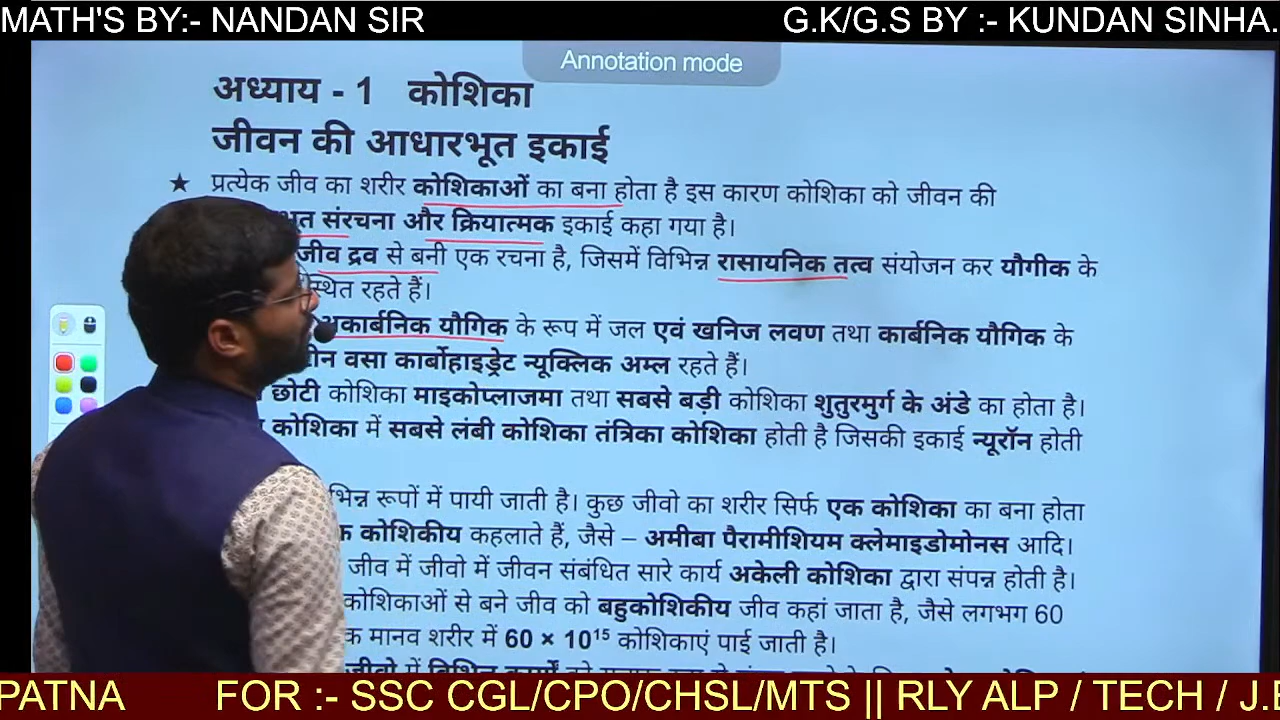 MATH'S BY:- NANDAN SIR
G.K/G.S BY :- KUNDAN SINHA.
Annotation mode
अध्याय - 1 कोशिका
जीवन की आधारभूत इकाई
★ प्रत्येक जीव का शरीर कोशिकाओं का बना होता है इस कारण कोशिका को जीवन की
संरचना और क्रियात्मक इकाई कहा गया है।
जीव द्रव से बनी एक रचना है, जिसमें विभिन्न रासायनिक तत्व संयोजन कर यौगीक के
रहते हैं।
अकार्बनिक यौगिक के रूप में जल एवं खनिज लवण तथा कार्बनिक यौगिक के
वसा कार्बोहाइड्रेट न्यूक्लिक अम्ल रहते हैं।
छोटी कोशिका माइकोप्लाजमा तथा सबसे बड़ी कोशिका शुतुरमुर्ग के अंडे का होता है।
कोशिका में सबसे लंबी कोशिका तंत्रिका कोशिका होती है जिसकी इकाई न्यूरॉन होती
रूपों में पायी जाती है। कुछ जीवो का शरीर सिर्फ एक कोशिका का बना होता
कोशिकीय कहलाते हैं, जैसे – अमीबा पैरामीशियम क्लेमाइडोमोनस आदि।
जीव में जीवो में जीवन संबंधित सारे कार्य अकेली कोशिका द्वारा संपन्न होती है।
कोशिकाओं से बने जीव को बहुकोशिकीय जीव कहां जाता है, जैसे लगभग 60
मानव शरीर में 60 × 10¹⁵ कोशिकाएं पाई जाती है।
PATNA FOR :- SSC CGL/CPO/CHSL/MTS || RLY ALP / TECH / J.E